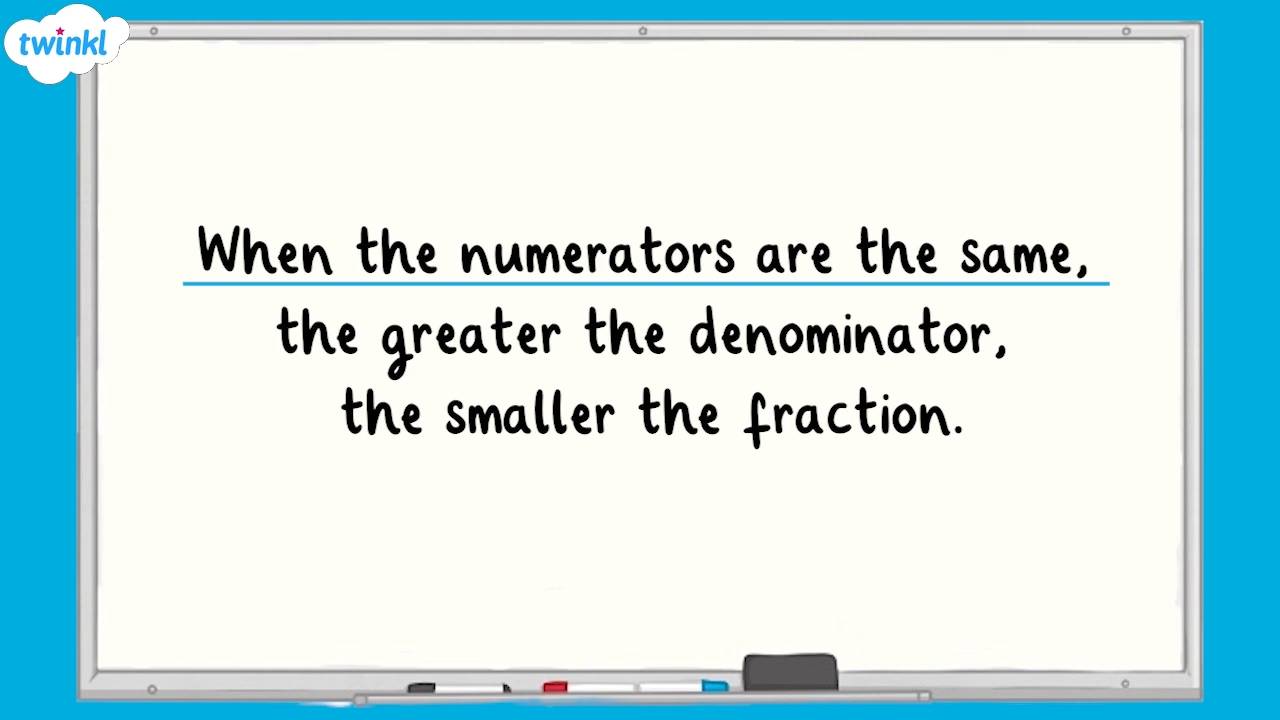 twinkl
When the numerators are the same,
the greater the denominator,
the smaller the fraction.